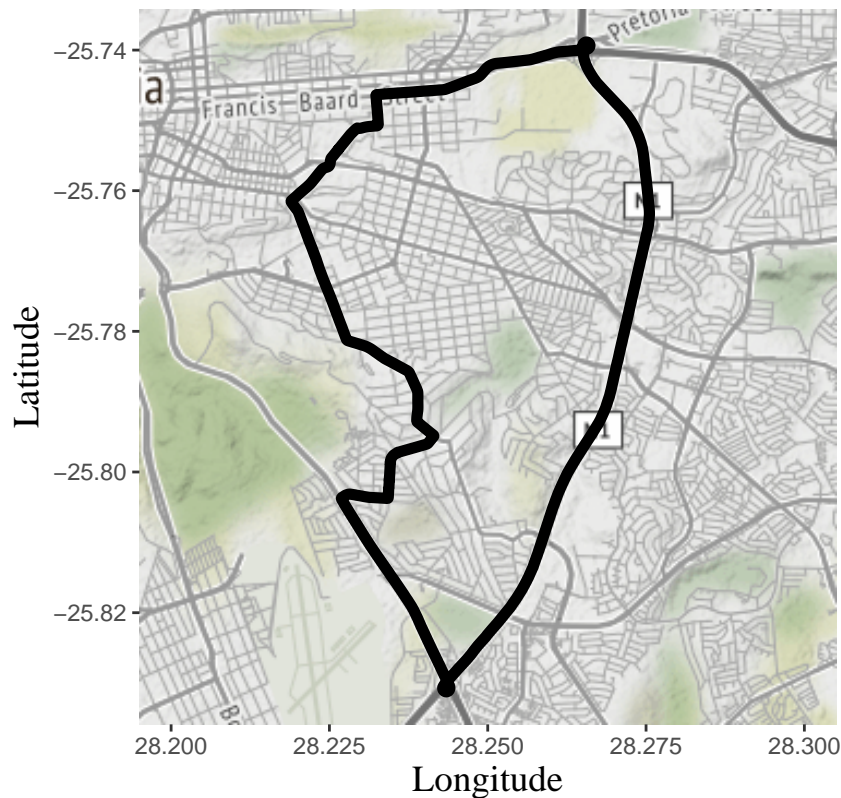 Pretoria Street
−25.74
a
Francis Baard Street
−25.76
N1
−25.78
Latitude
N1
−25.80
−25.82
28.200
28.225
28.250
28.275
28.300
Longitude